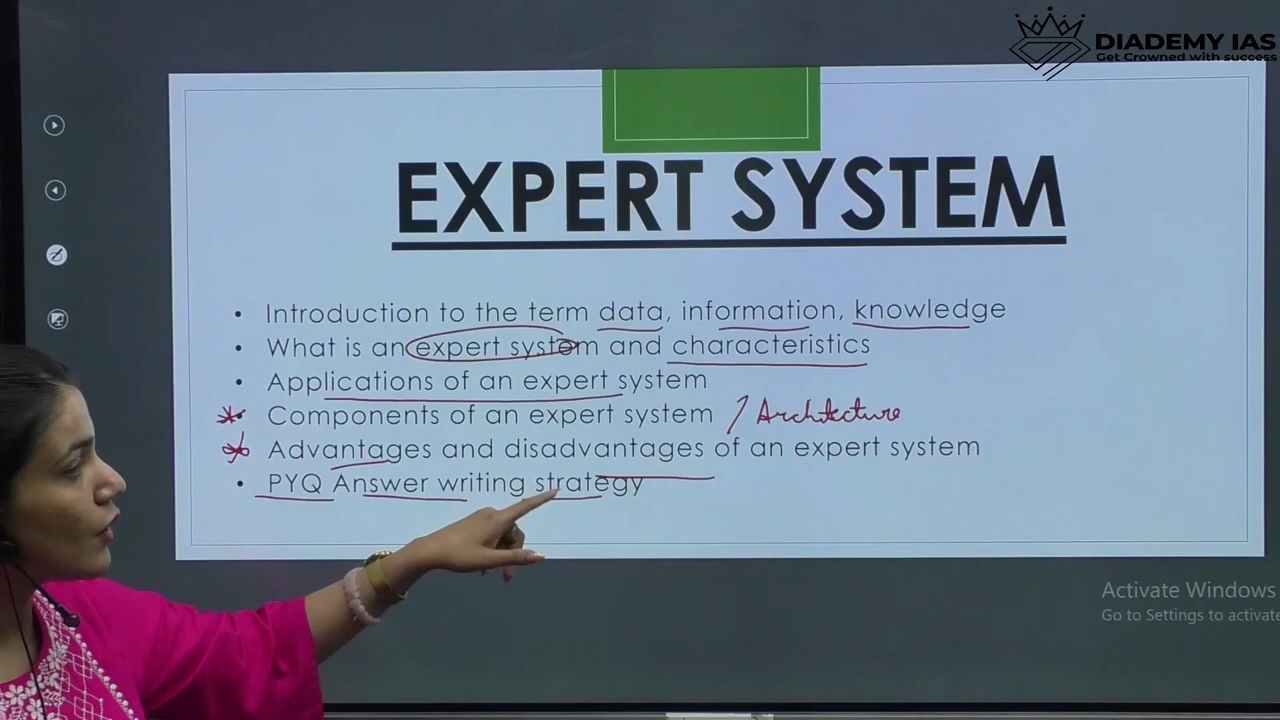 DIADEMY IAS
Get Crowned with success
EXPERT SYSTEM
• Introduction to the term data, information, knowledge
• What is an expert system and characteristics
• Applications of an expert system
• Components of an expert system / Architecture
• Advantages and disadvantages of an expert system
• PYQ Answer writing strategy
Activate Windows
Go to Settings to activate